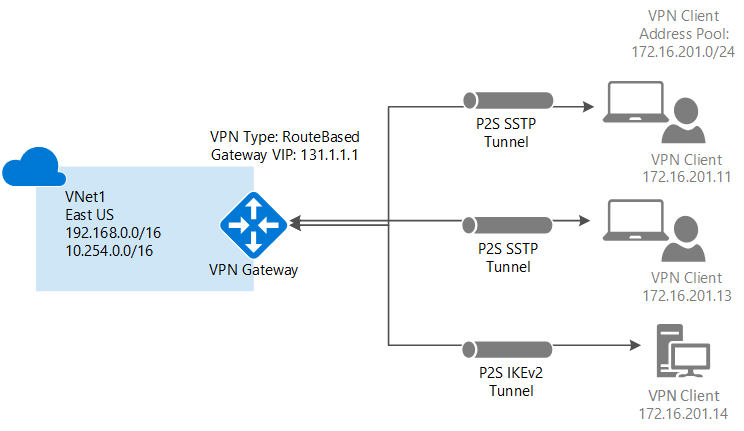 VPN Client
Address Pool:
172.16.201.0/24
P2S SSTP
Tunnel
VPN Type: RouteBased
Gateway VIP: 131.1.1.1
VPN Client
172.16.201.11
VNet1
East US
192.168.0.0/16
10.254.0.0/16
VPN Gateway
P2S SSTP
Tunnel
VPN Client
172.16.201.13
P2S IKEv2
Tunnel
VPN Client
172.16.201.14